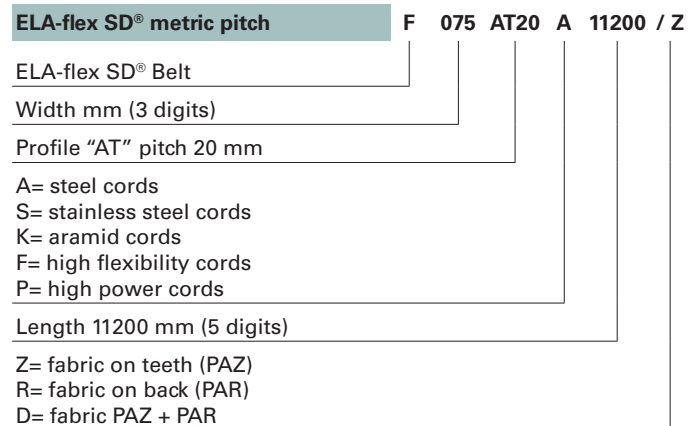 ELA-flex SD® metric pitch F 075 AT20 A 11200 / Z
ELA-flex SD® Belt
Width mm (3 digits)
Profile “AT” pitch 20 mm
A= steel cords
S= stainless steel cords
K= aramid cords
F= high flexibility cords
P= high power cords
Length 11200 mm (5 digits)
Z= fabric on teeth (PAZ)
R= fabric on back (PAR)
D= fabric PAZ + PAR